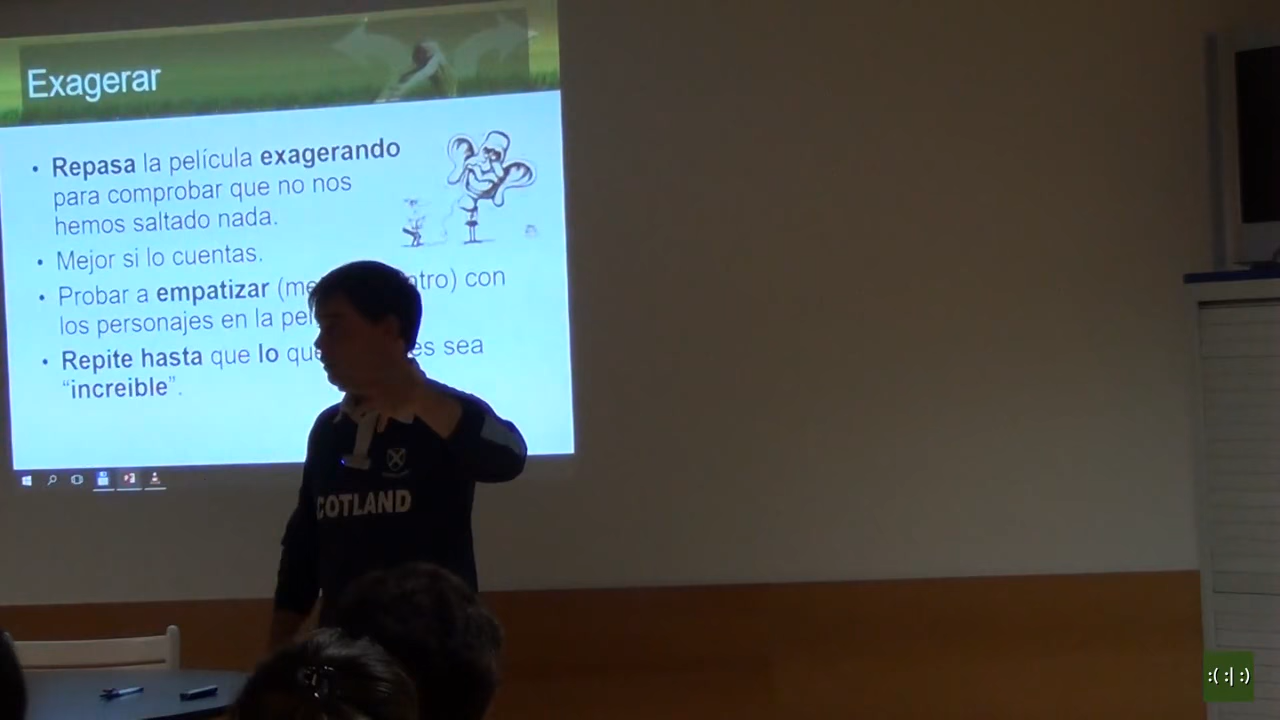 Exagerar
• Repasa la película exagerando
para comprobar que no nos
hemos saltado nada.
• Mejor si lo cuentas.
• Probar a empatizar (me ntro) con
los personajes en la pel
• Repite hasta que lo qu es sea
“increible”.
COTLAND
:( :| :)